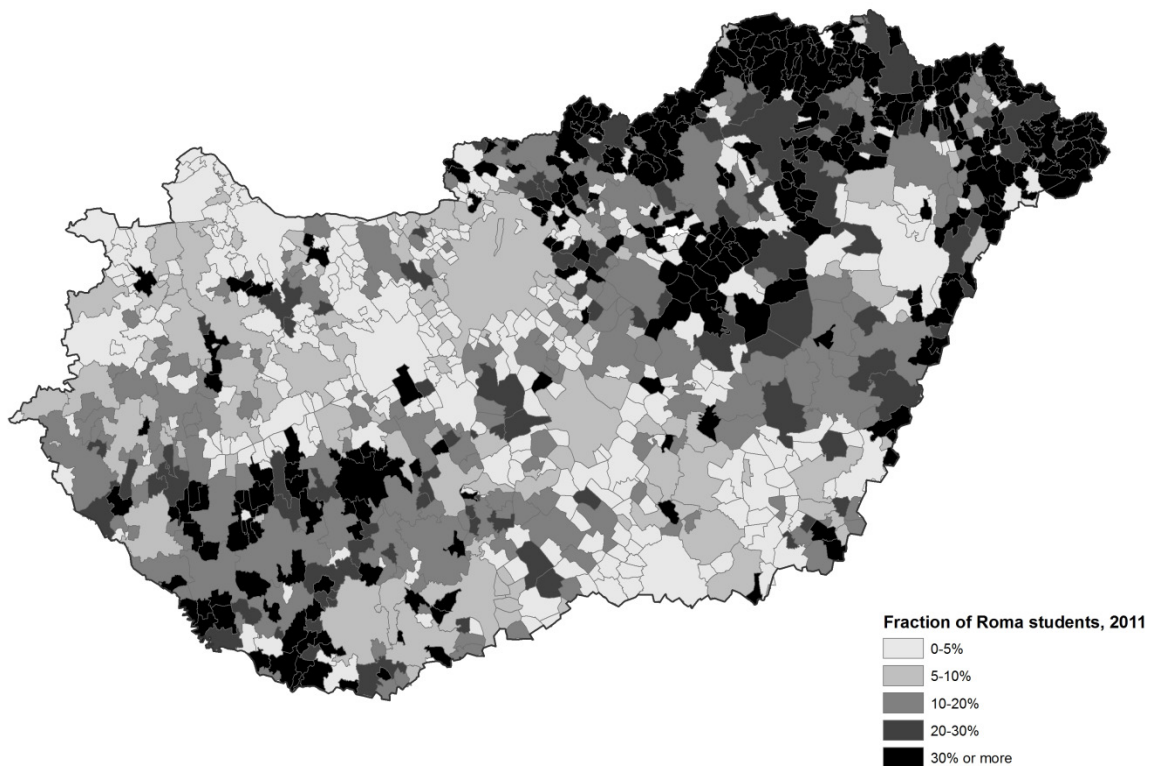 Fraction of Roma students, 2011
0-5%
5-10%
10-20%
20-30%
30% or more